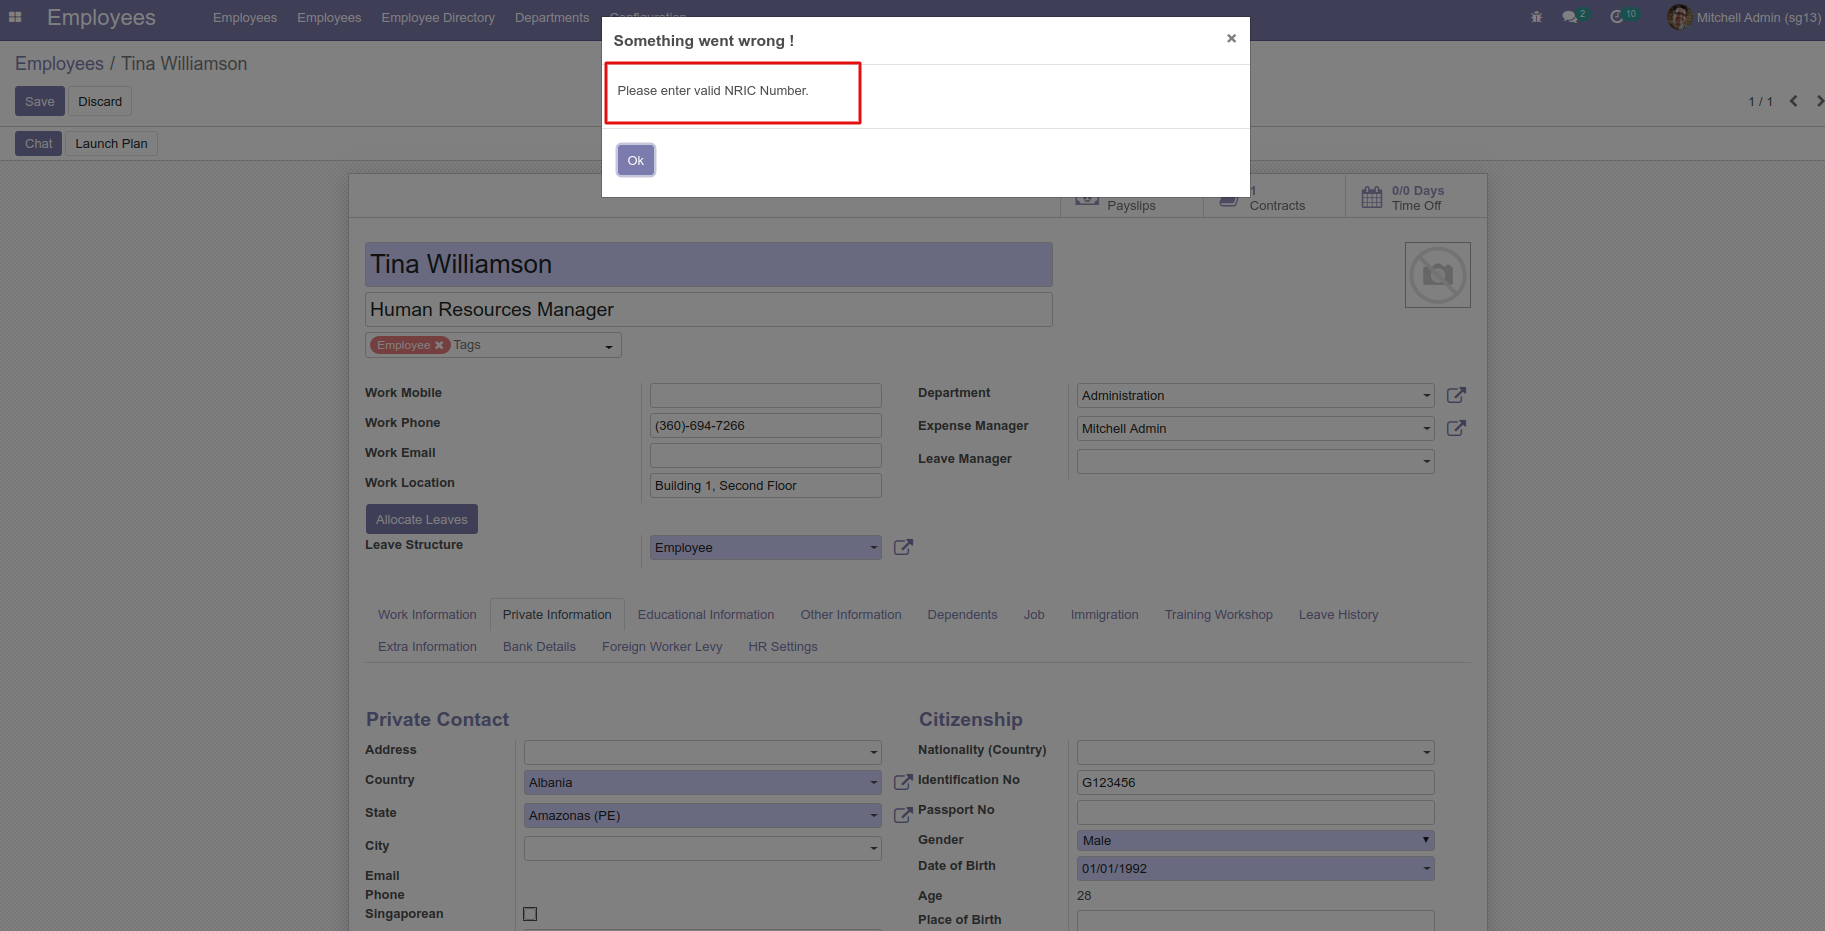 Employees Employees Employees Employee Directory Departments Configuration 2 10 Mitchell Admin (sg13)
Something went wrong ! ×
Employees / Tina Williamson
Please enter valid NRIC Number.
Save Discard 1 / 1
Chat Launch Plan
Ok
Payslips
1
Contracts
0/0 Days
Time Off
Tina Williamson
Human Resources Manager
Employee ✖ Tags
Work Mobile
Work Phone (360)-694-7266
Work Email
Work Location Building 1, Second Floor
Department Administration
Expense Manager Mitchell Admin
Leave Manager
Allocate Leaves
Leave Structure Employee
Work Information Private Information Educational Information Other Information Dependents Job Immigration Training Workshop Leave History
Extra Information Bank Details Foreign Worker Levy HR Settings
Private Contact
Address
Country Albania
State Amazonas (PE)
City
Email
Phone
Singaporean
Citizenship
Nationality (Country)
Identification No G123456
Passport No
Gender Male
Date of Birth 01/01/1992
Age 28
Place of Birth